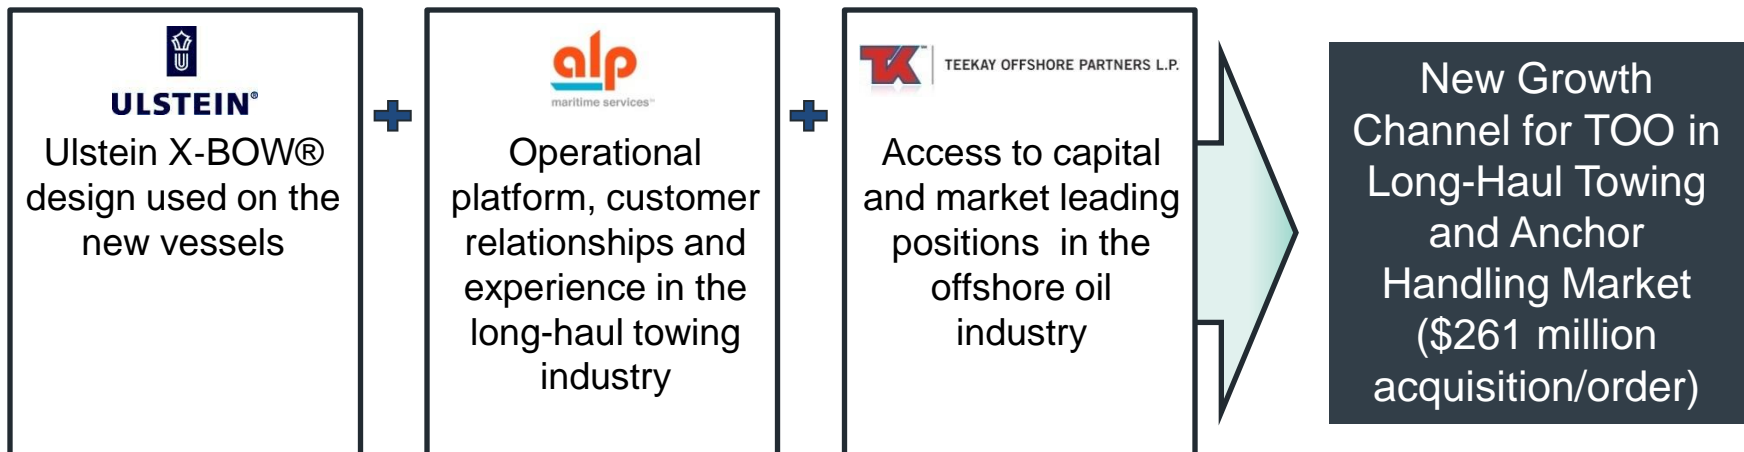 ULSTEIN®
Ulstein X-BOW®
design used on the
new vessels
alp
maritime services™
Operational
platform, customer
relationships and
experience in the
long-haul towing
industry
TK™ TEEKAY OFFSHORE PARTNERS L.P.
Access to capital
and market leading
positions in the
offshore oil
industry
New Growth
Channel for TOO in
Long-Haul Towing
and Anchor
Handling Market
($261 million
acquisition/order)